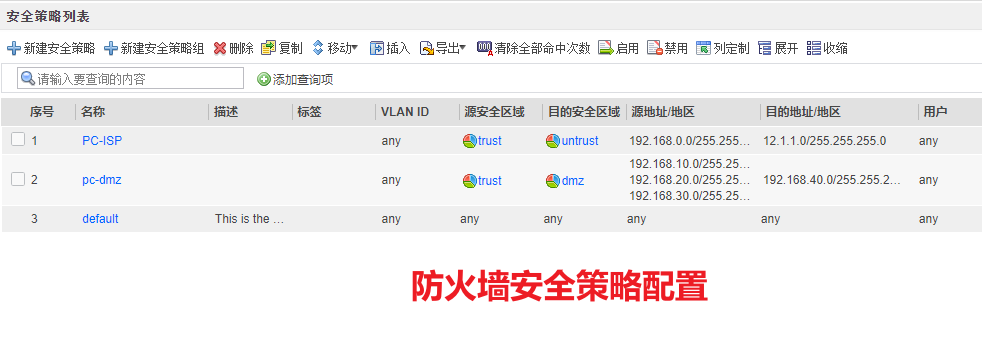 安全策略列表
新建安全策略 新建安全策略组 删除 复制 移动 插入 导出 清除全部命中次数 启用 禁用 列定制 展开 收缩
请输入要查询的内容 添加查询项
序号 名称 描述 标签 VLAN ID 源安全区域 目的安全区域 源地址/地区 目的地址/地区 用户
1 PC-ISP any trust untrust 192.168.0.0/255.255... 12.1.1.0/255.255.255.0 any
192.168.10.0/255.25...
2 pc-dmz any trust dmz 192.168.20.0/255.25... 192.168.40.0/255.255.2... any
192.168.30.0/255.25...
3 default This is the ... any any any any any any
防火墙安全策略配置